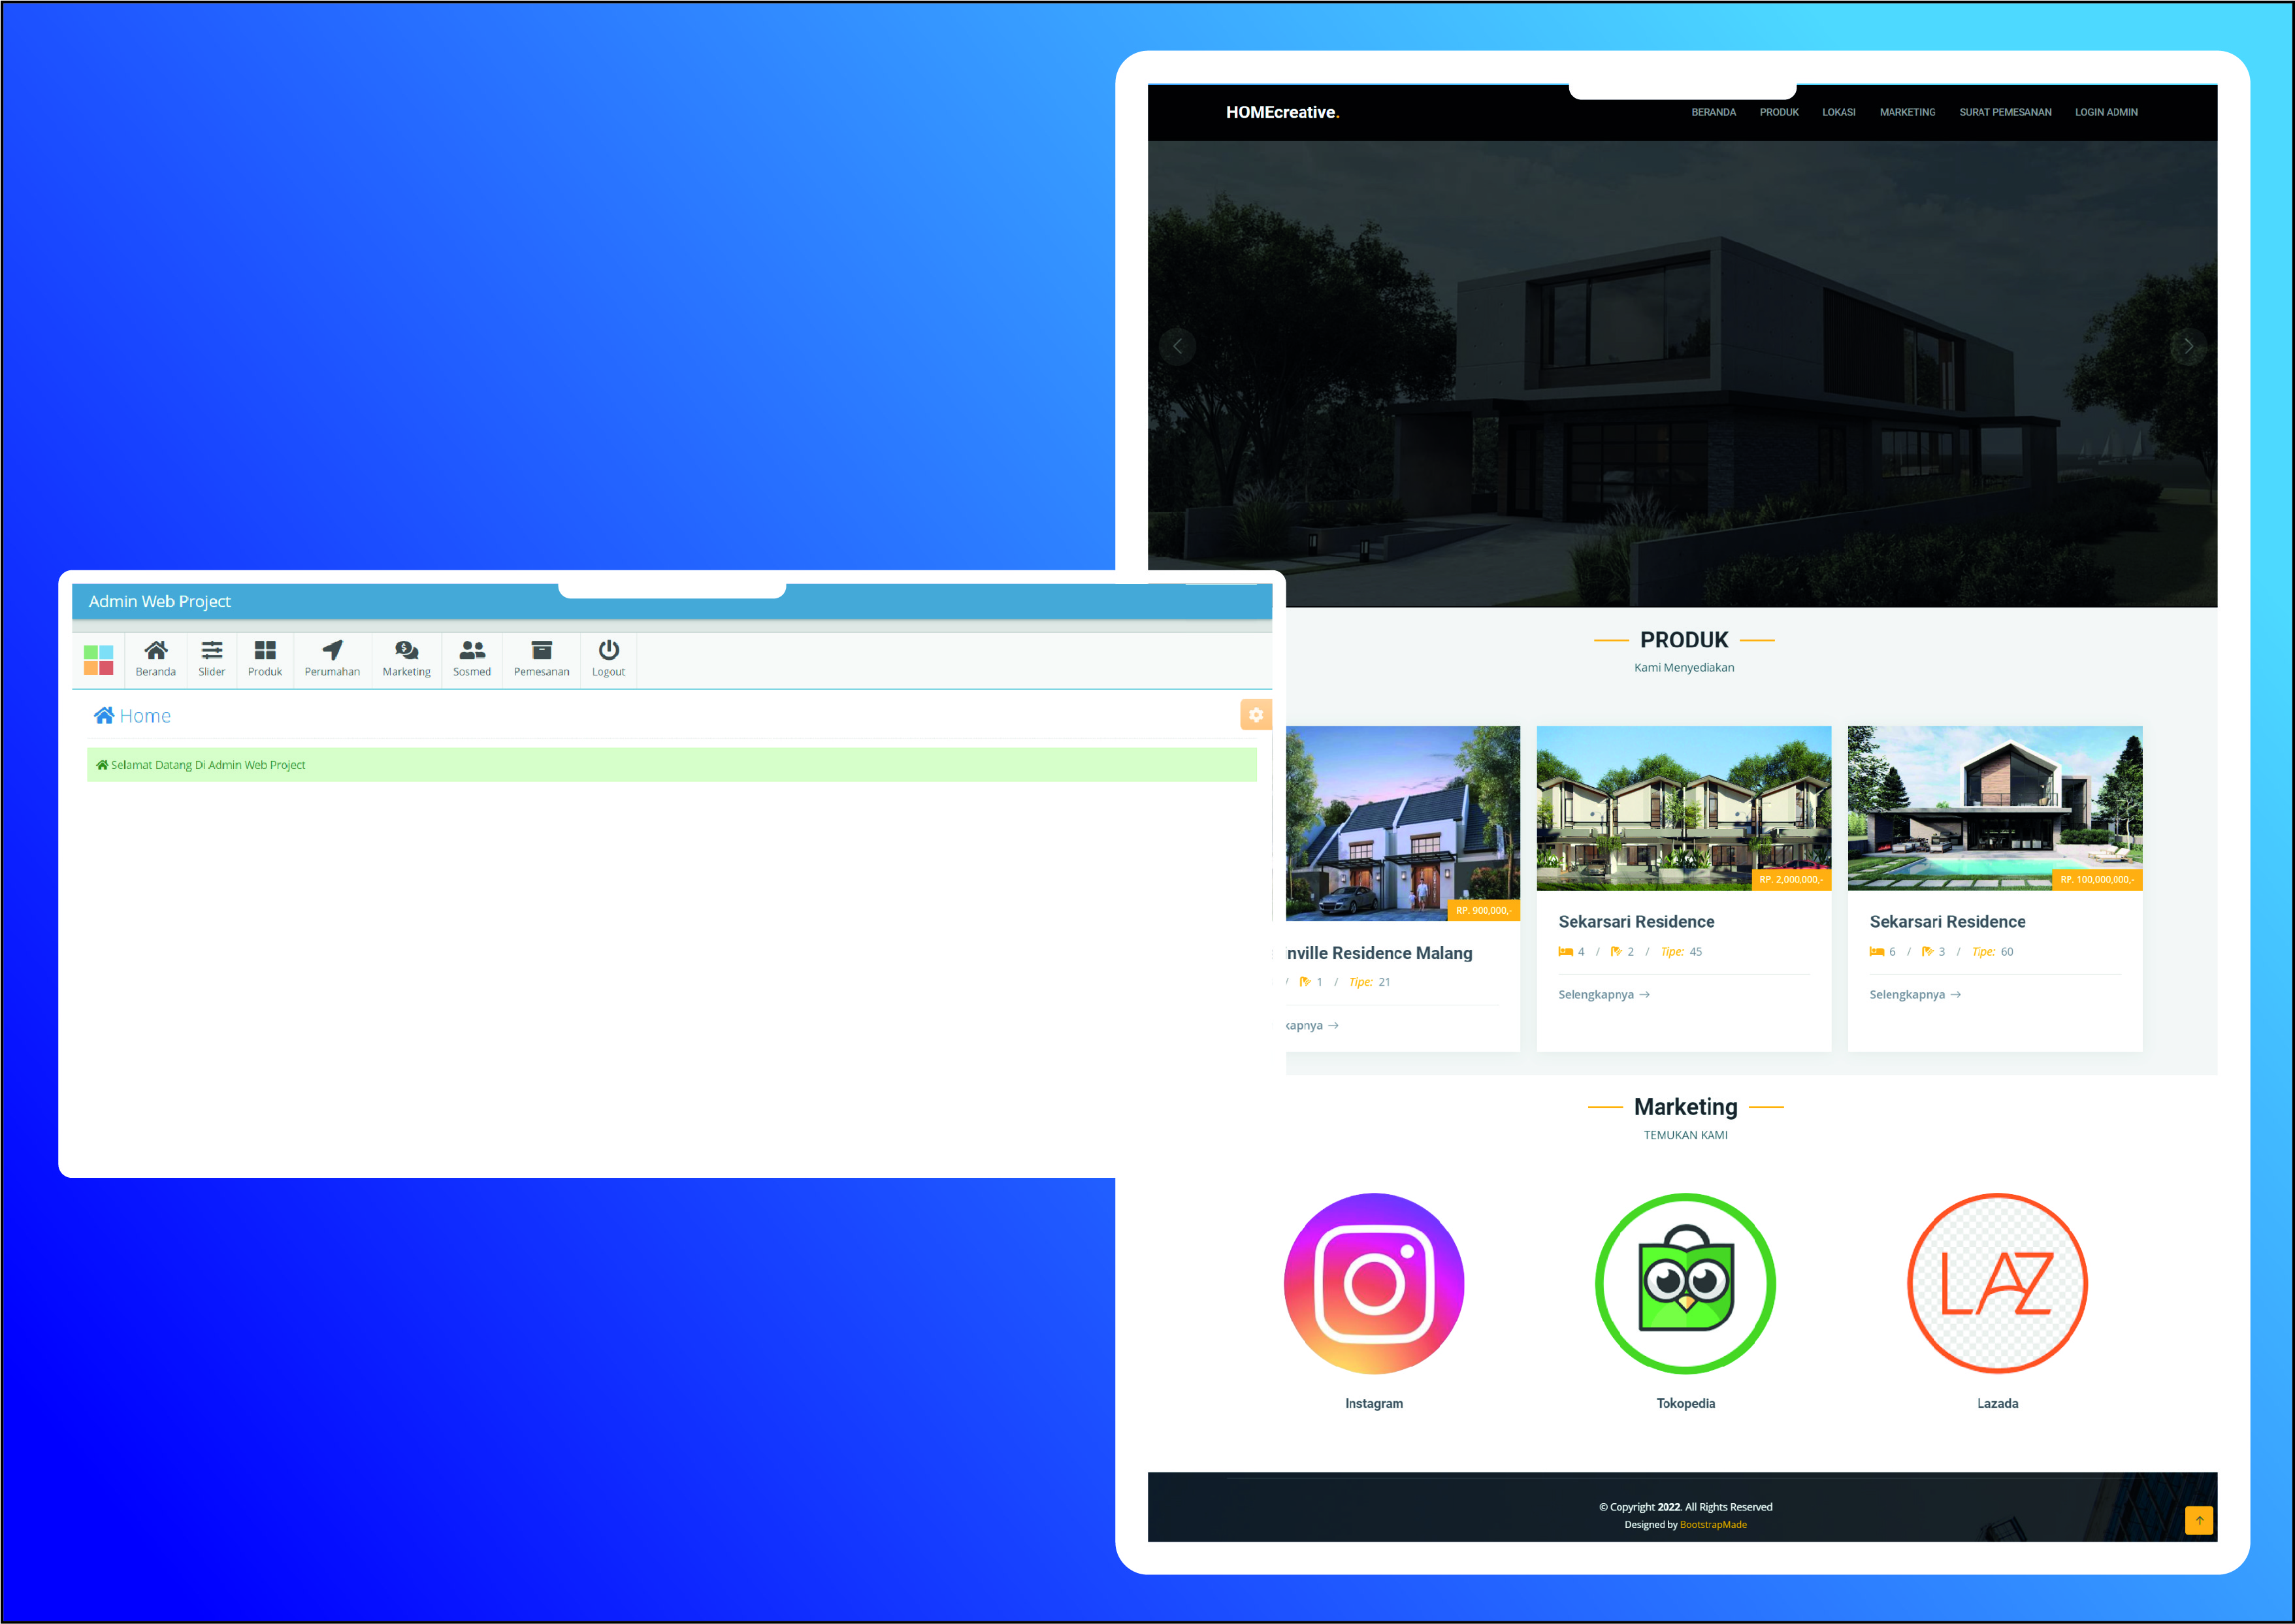 HOMEcreative.
BERANDA PRODUK LOKASI MARKETING SURAT PEMESANAN LOGIN ADMIN
Admin Web Project
Beranda Slider Produk Perumahan Marketing Sosmed Pemesanan Logout
Home
Selamat Datang Di Admin Web Project
PRODUK
Kami Menyediakan
RP. 900,000,-
inville Residence Malang
/ 1 / Tipe: 21
kapnya →
RP. 2,000,000,-
Sekarsari Residence
4 / 2 / Tipe: 45
Selengkapnya →
RP. 100,000,000,-
Sekarsari Residence
6 / 3 / Tipe: 60
Selengkapnya →
Marketing
TEMUKAN KAMI
LAZ
Instagram
Tokopedia
Lazada
© Copyright 2022. All Rights Reserved
Designed by BootstrapMade